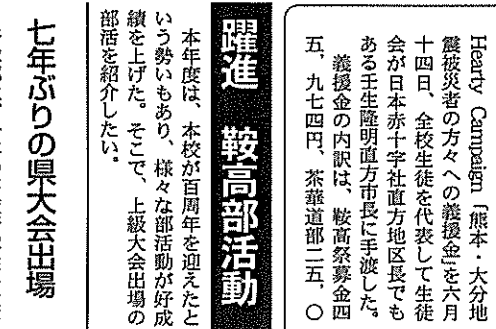 Hearty Campaign「熊本・大分地
震被災者の方々への義援金」を六月
十四日、全校生徒を代表して生徒
会が日本赤十字社直方地区長でも
ある壬生隆明直方市長に手渡した。
義援金の内訳は、鞍高祭募金四
五、九七四円、茶華道部二五、〇
躍進 鞍高部活動
本年度は、本校が百周年を迎えたと
いう勢いもあり、様々な部活動が好成
績を上げた。そこで、上級大会出場の
部活を紹介したい。
七年ぶりの県大会出場